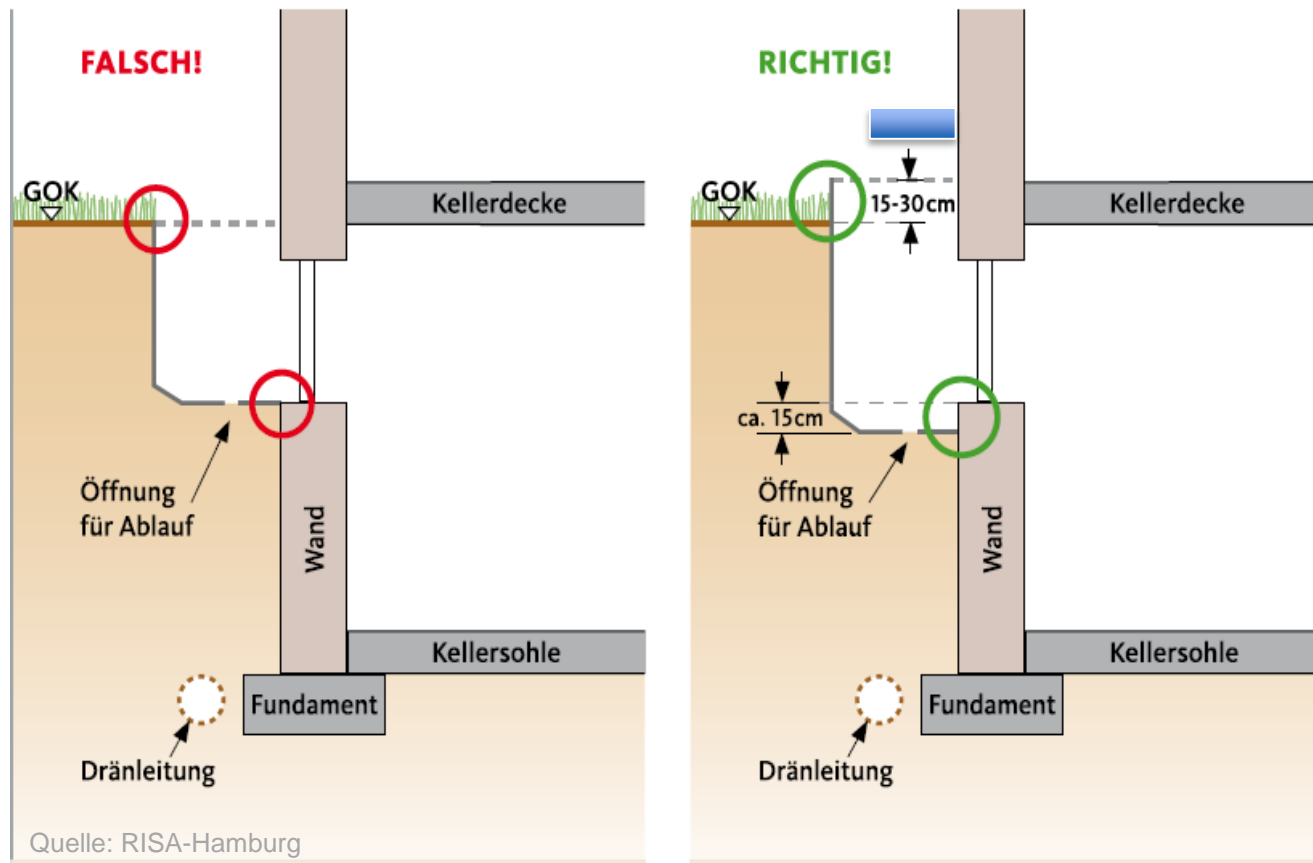 FALSCH!
GOK
Kellerdecke
Öffnung
für Ablauf
Wand
Kellersohle
Fundament
Dränleitung
Quelle: RISA-Hamburg
RICHTIG!
GOK
15-30cm
Kellerdecke
ca. 15cm
Öffnung
für Ablauf
Wand
Kellersohle
Fundament
Dränleitung